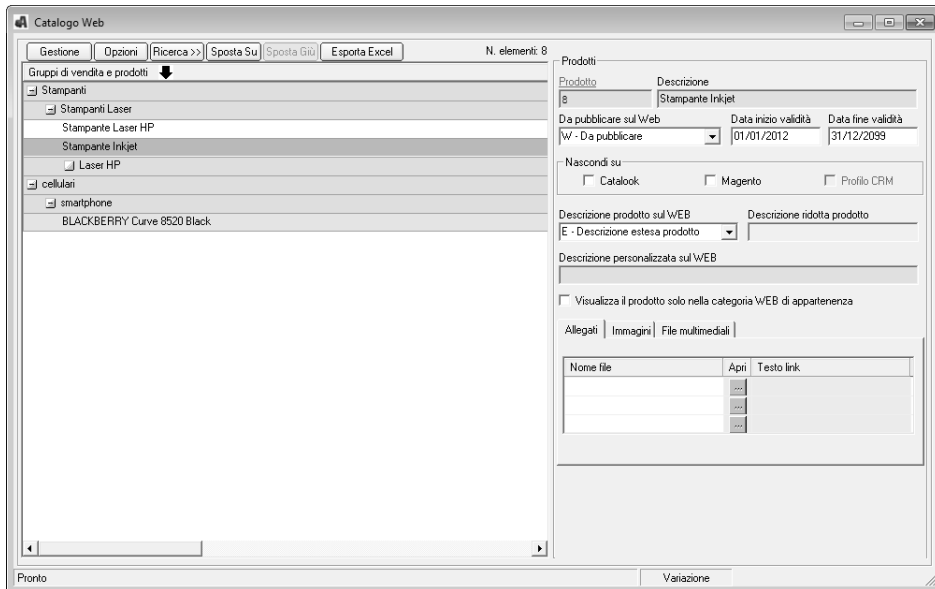 Catalogo Web
Gestione Opzioni Ricerca >> Sposta Su Sposta Giù Esporta Excel N. elementi: 8
Gruppi di vendita e prodotti
Stampanti
Stampanti Laser
Stampante Laser HP
Stampante Inkjet
Laser HP
cellulari
smartphone
BLACKBERRY Curve 8520 Black
Prodotti
Prodotto Descrizione
8 Stampante Inkjet
Da pubblicare sul Web Data inizio validità Data fine validità
W - Da pubblicare 01/01/2012 31/12/2099
Nascondi su
Catalook Magento Profilo CRM
Descrizione prodotto sul WEB Descrizione ridotta prodotto
E - Descrizione estesa prodotto
Descrizione personalizzata sul WEB
Visualizza il prodotto solo nella categoria WEB di appartenenza
Allegati Immagini File multimediali
Nome file Apri Testo link
...
...
...
Pronto Variazione